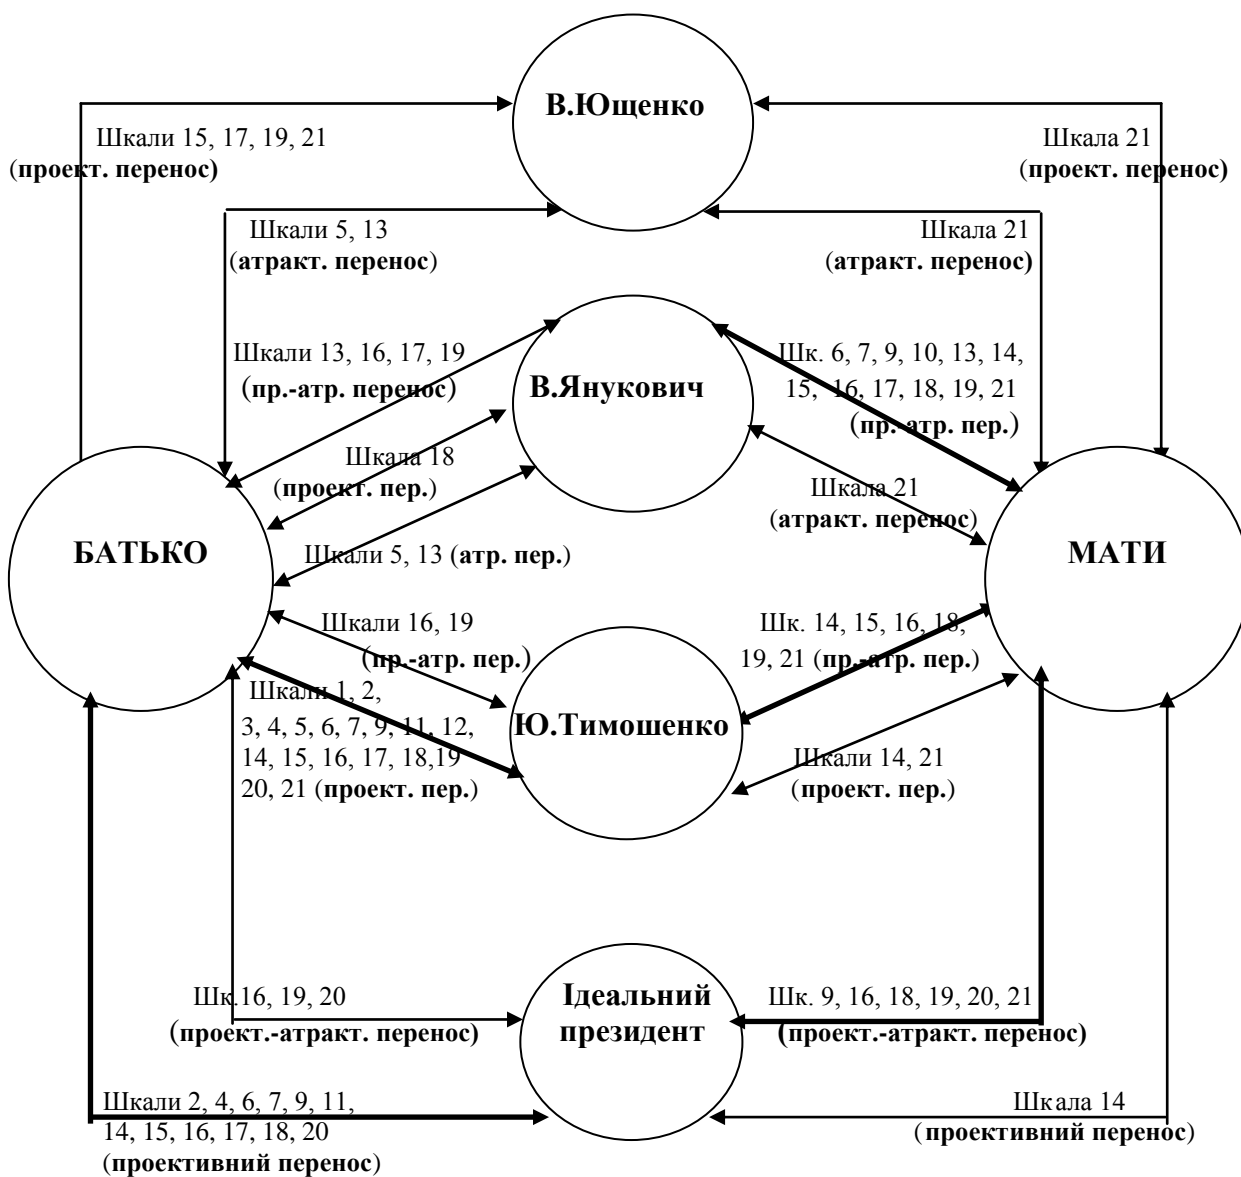 В.Ющенко
Шкали 15, 17, 19, 21
(проект. перенос)
Шкала 21
(проект. перенос)
Шкали 5, 13
(атракт. перенос)
Шкала 21
(атракт. перенос)
Шкали 13, 16, 17, 19
(пр.-атр. перенос)
В.Янукович
Шк. 6, 7, 9, 10, 13, 14,
15, 16, 17, 18, 19, 21
(пр.-атр. пер.)
Шкала 18
(проект. пер.)
Шкала 21
(атракт. перенос)
БАТЬКО
Шкали 5, 13 (атр. пер.)
МАТИ
Шкали 16, 19
(пр.-атр. пер.)
Шк. 14, 15, 16, 18,
19, 21 (пр.-атр. пер.)
Шкали 1, 2,
3, 4, 5, 6, 7, 9, 11, 12,
14, 15, 16, 17, 18,19
20, 21 (проект. пер.)
Ю.Тимошенко
Шкали 14, 21
(проект. пер.)
Шк.16, 19, 20
(проект.-атракт. перенос)
Ідеальний
президент
Шк. 9, 16, 18, 19, 20, 21
(проект.-атракт. перенос)
Шкали 2, 4, 6, 7, 9, 11,
14, 15, 16, 17, 18, 20
(проективний перенос)
Шкала 14
(проективний перенос)